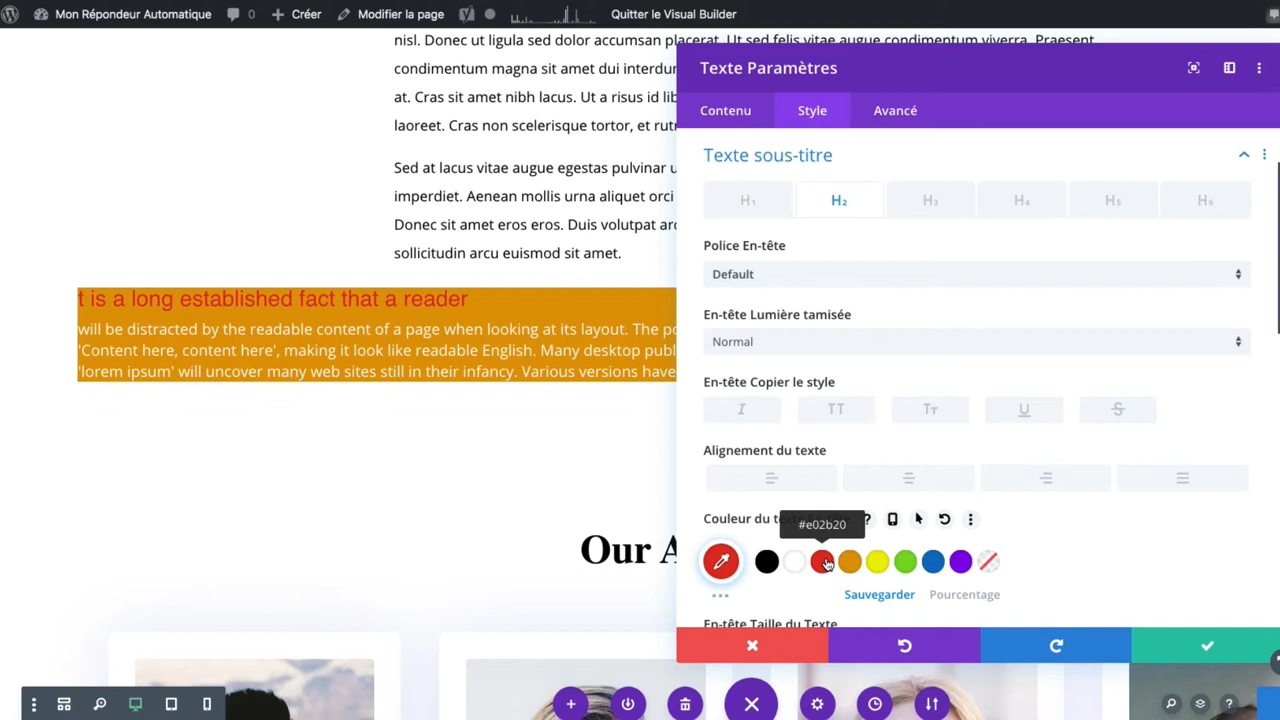 Mon Répondeur Automatique 0 Créer Modifier la page Quitter le Visual Builder
nisl. Donec ut ligula sed dolor accumsan placerat. Ut sed felis vitae augue condimentum viverra. Praesent
condimentum magna sit amet dui interdu
at. Cras sit amet nibh lacus. Ut a risus id
laoreet. Cras non scelerisque tortor, et
Sed at lacus vitae augue egestas pulvinar
imperdiet. Aenean mollis urna aliquet orci
Donec sit amet eros eros. Duis volutpat
sollicitudin arcu euismod sit amet.
t is a long established fact that a reader
will be distracted by the readable content of a page when looking at its layout. The
'Content here, content here', making it look like readable English. Many desktop publ
'lorem ipsum' will uncover many web sites still in their infancy. Various versions have
Our
Texte Paramètres
Contenu Style Avancé
Texte sous-titre
H1 H2 H3 H4 H5 H6
Police En-tête
Default
En-tête Lumière tamisée
Normal
En-tête Copier le style
I TT Tт U S
Alignement du texte
Couleur du
#e02b20
Sauvegarder Pourcentage
En-tête Taille du Texte